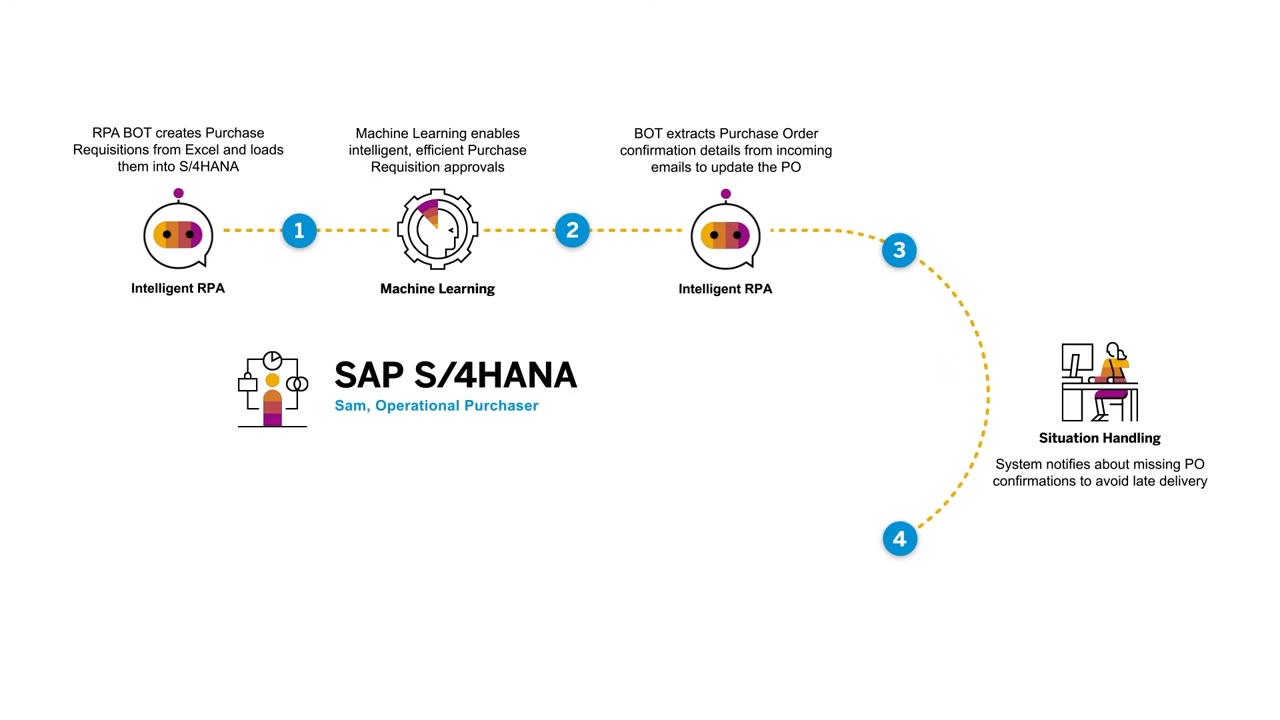 RPA BOT creates Purchase
Requisitions from Excel and loads
them into S/4HANA
Intelligent RPA
1
Machine Learning enables
intelligent, efficient Purchase
Requisition approvals
Machine Learning
2
BOT extracts Purchase Order
confirmation details from incoming
emails to update the PO
Intelligent RPA
3
SAP S/4HANA
Sam, Operational Purchaser
Situation Handling
System notifies about missing PO
confirmations to avoid late delivery
4